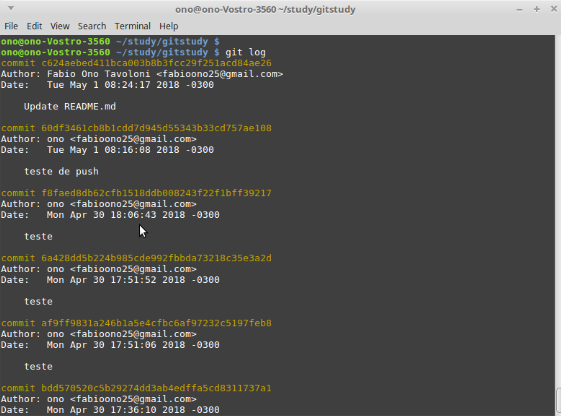 ono@ono-Vostro-3560 ~/study/gitstudy
File Edit View Search Terminal Help
ono@ono-Vostro-3560 ~/study/gitstudy $
ono@ono-Vostro-3560 ~/study/gitstudy $ git log
commit c624aebed411bca003b8b3fcc29f251acd84ae26
Author: Fabio Ono Tavoloni <fabioono25@gmail.com>
Date:   Tue May 1 08:24:17 2018 -0300
Update README.md
commit 60df3461cb8b1cdd7d945d55343b33cd757ae108
Author: ono <fabioono25@gmail.com>
Date:   Tue May 1 08:16:08 2018 -0300
teste de push
commit f8faed8db62cfb1518ddb008243f22f1bff39217
Author: ono <fabioono25@gmail.com>
Date:   Mon Apr 30 18:06:43 2018 -0300
teste
commit 6a428dd5b224b985cde992fbbda73218c35e3a2d
Author: ono <fabioono25@gmail.com>
Date:   Mon Apr 30 17:51:52 2018 -0300
teste
commit af9ff9831a246b1a5e4cfbc6af97232c5197feb8
Author: ono <fabioono25@gmail.com>
Date:   Mon Apr 30 17:51:06 2018 -0300
teste
commit bdd570520c5b29274dd3ab4edffa5cd8311737a1
Author: ono <fabioono25@gmail.com>
Date:   Mon Apr 30 17:36:10 2018 -0300